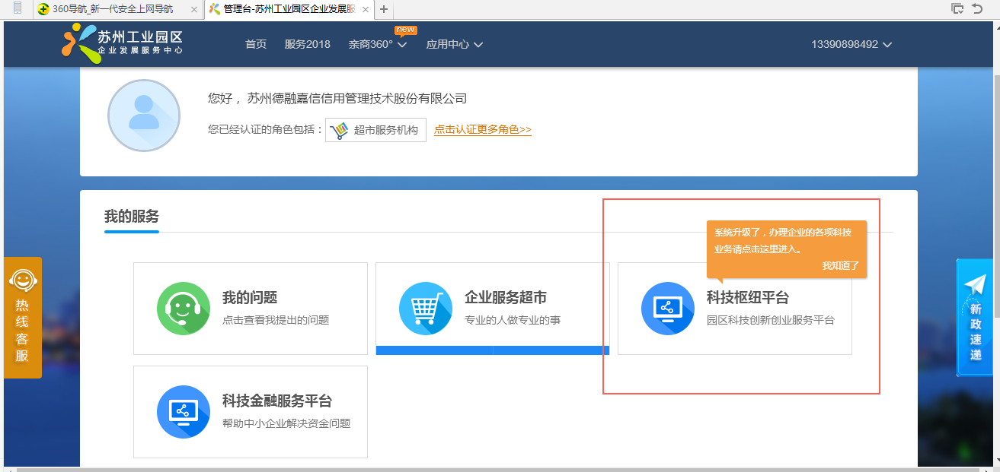 360导航_新一代安全上网导航
管理台-苏州工业园区企业发展服
苏州工业园区
企业发展服务中心
首页
服务2018
亲商360°
new
应用中心
13390898492
您好， 苏州德融嘉信信用管理技术股份有限公司
您已经认证的角色包括：
超市服务机构
点击认证更多角色>>
我的服务
系统升级了，办理企业的各项科技
业务请点击这里进入。
我知道了
我的问题
点击查看我提出的问题
企业服务超市
专业的人做专业的事
科技枢纽平台
园区科技创新创业服务平台
科技金融服务平台
帮助中小企业解决资金问题
热线客服
新政速递